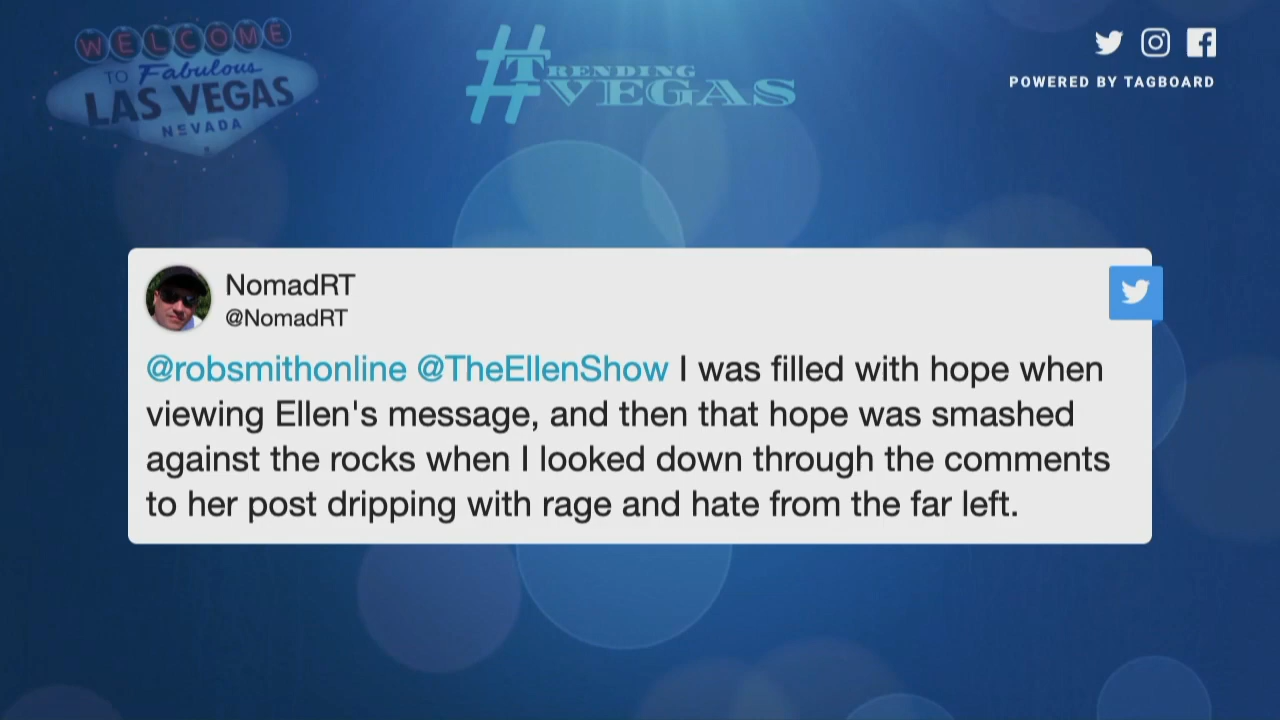 WELCOME
TO Fabulous
LAS VEGAS
NEVADA
#TRENDING
VEGAS
POWERED BY TAGBOARD
NomadRT
@NomadRT
@robsmithonline @TheEllenShow I was filled with hope when
viewing Ellen's message, and then that hope was smashed
against the rocks when I looked down through the comments
to her post dripping with rage and hate from the far left.